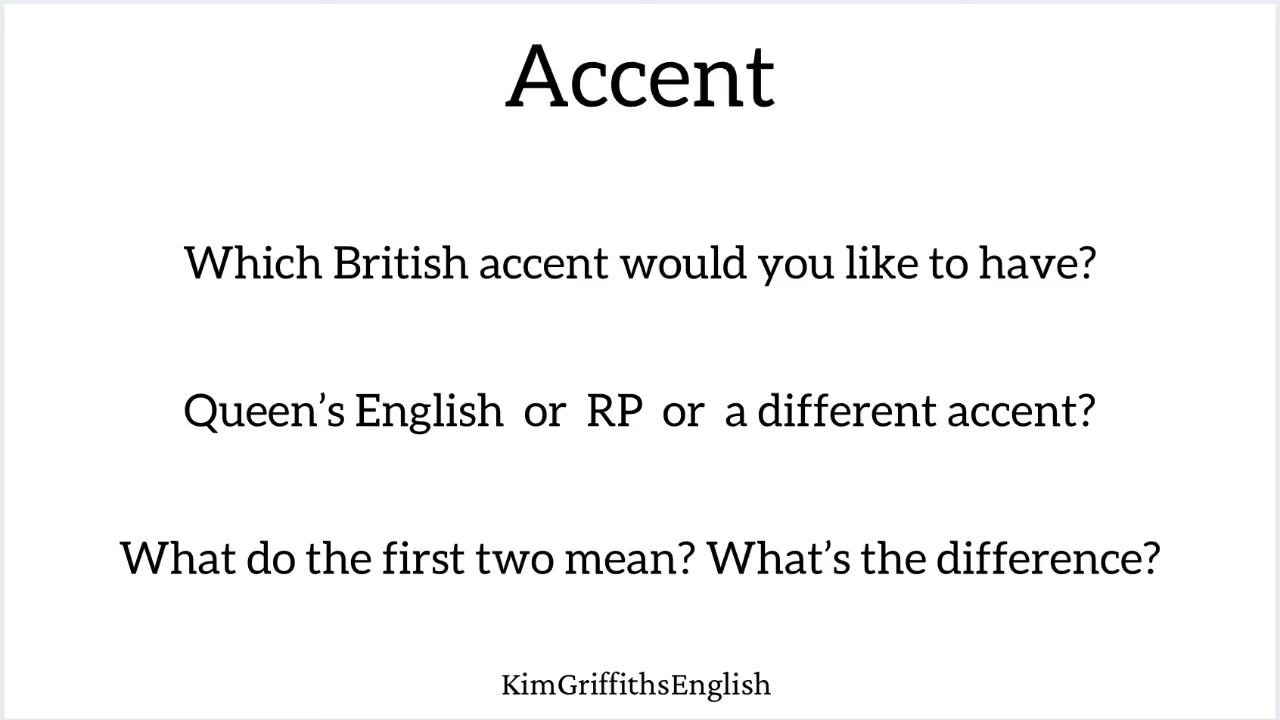 Accent
Which British accent would you like to have?
Queen’s English or RP or a different accent?
What do the first two mean? What’s the difference?
KimGriffithsEnglish